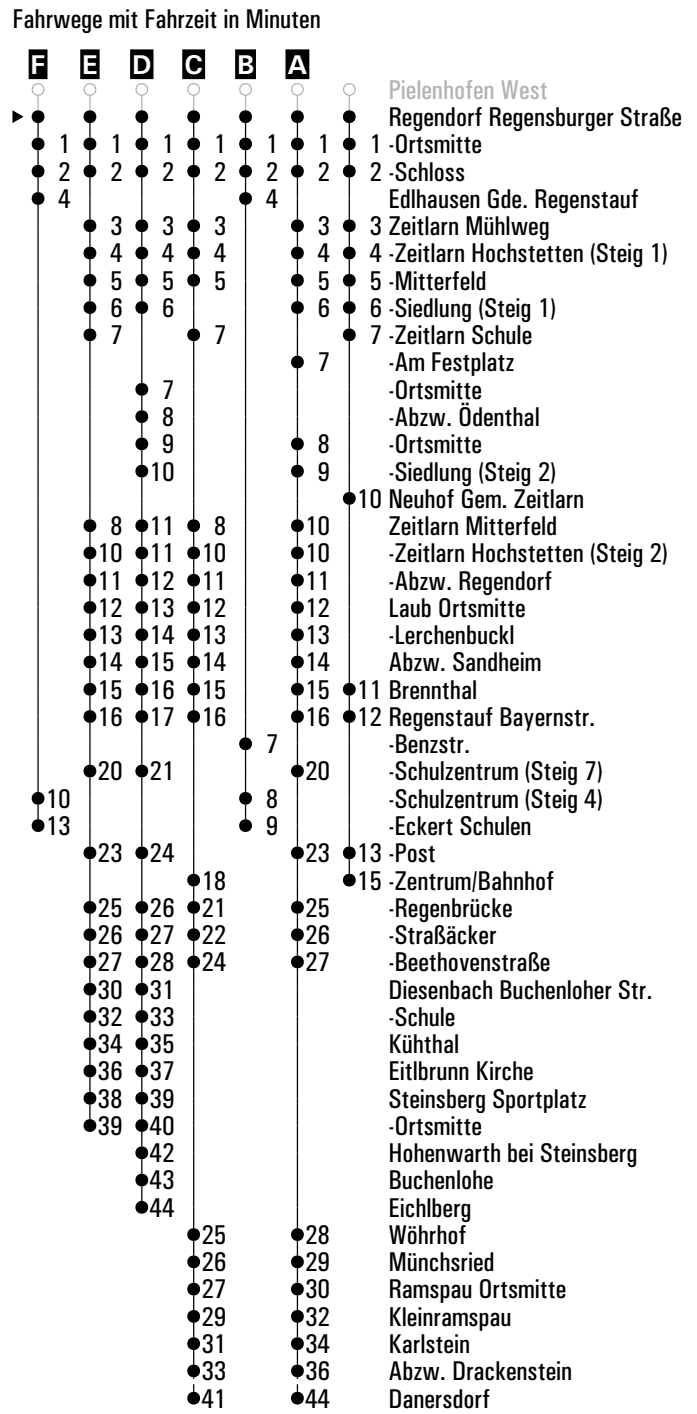 Fahrwege mit Fahrzeit in Minuten
F E D C B A
Pielenhofen West
Regendorf Regensburger Straße
1 1 1 1 1 1 1 -Ortsmitte
2 2 2 2 2 2 2 -Schloss
4 4 Edlhausen Gde. Regenstauf
3 3 3 3 3 Zeitlarn Mühlweg
4 4 4 4 4 -Zeitlarn Hochstetten (Steig 1)
5 5 5 5 5 -Mitterfeld
6 6 6 6 -Siedlung (Steig 1)
7 7 7 -Zeitlarn Schule
7 -Am Festplatz
7 -Ortsmitte
8 -Abzw. Ödenthal
9 8 -Ortsmitte
10 9 -Siedlung (Steig 2)
10 Neuhof Gem. Zeitlarn
8 11 8 10 Zeitlarn Mitterfeld
10 11 10 10 -Zeitlarn Hochstetten (Steig 2)
11 12 11 11 -Abzw. Regendorf
12 13 12 12 Laub Ortsmitte
13 14 13 13 -Lerchenbuckl
14 15 14 14 Abzw. Sandheim
15 16 15 15 11 Brennthal
16 17 16 16 12 Regenstauf Bayernstr.
7 -Benzstr.
20 21 20 -Schulzentrum (Steig 7)
10 8 -Schulzentrum (Steig 4)
13 9 -Eckert Schulen
23 24 23 13 -Post
18 15 -Zentrum/Bahnhof
25 26 21 25 -Regenbrücke
26 27 22 26 -Straßäcker
27 28 24 27 -Beethovenstraße
30 31 Diesenbach Buchenloher Str.
32 33 -Schule
34 35 Kühthal
36 37 Eitlbrunn Kirche
38 39 Steinsberg Sportplatz
39 40 -Ortsmitte
42 Hohenwarth bei Steinsberg
43 Buchenlohe
44 Eichlberg
25 28 Wöhrhof
26 29 Münchsried
27 30 Ramspau Ortsmitte
29 32 Kleinramspau
31 34 Karlstein
33 36 Abzw. Drackenstein
41 44 Danersdorf